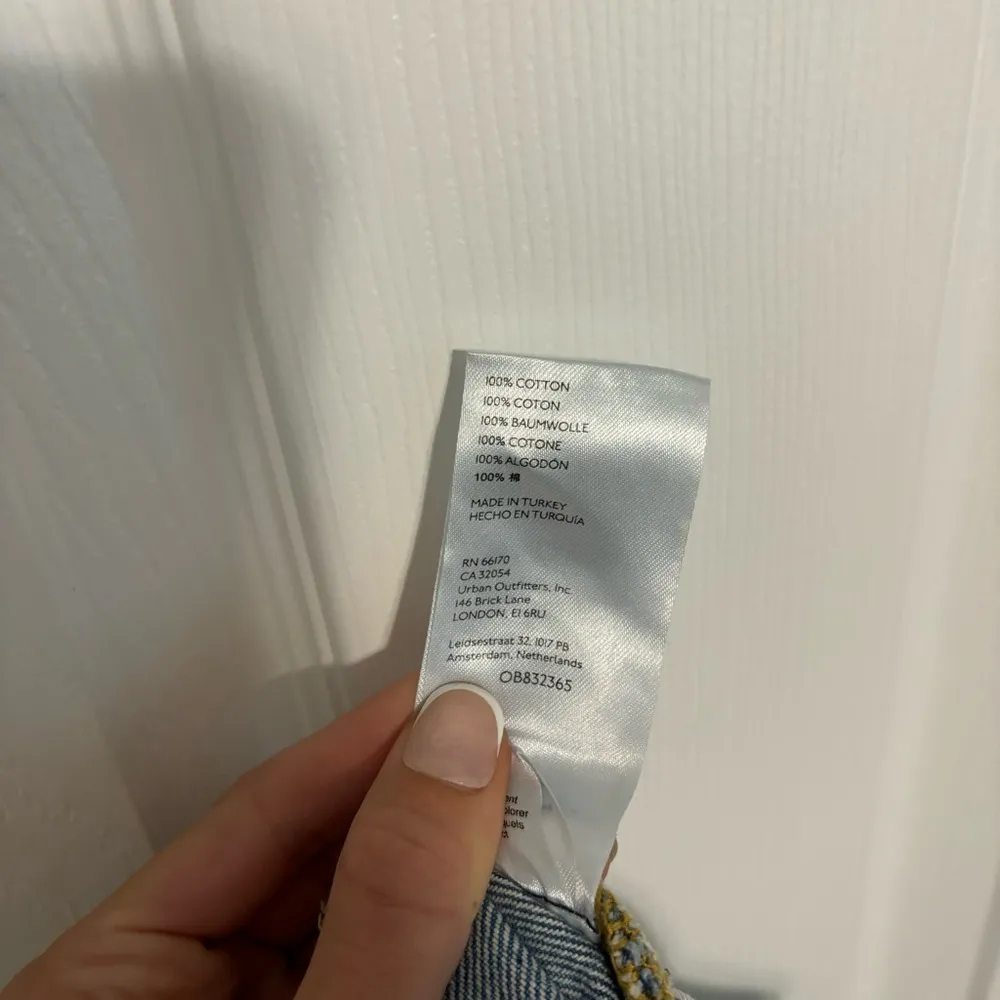 100% COTTON
100% COTON
100% BAUMWOLLE
100% COTONE
100% ALGODÓN
100% 棉
MADE IN TURKEY
HECHO EN TURQUÍA
RN 66170
CA 32054
Urban Outfitters, Inc
146 Brick Lane
LONDON, E1 6RU
Leidsestraat 32, 1017 PB
Amsterdam, Netherlands
OB832365